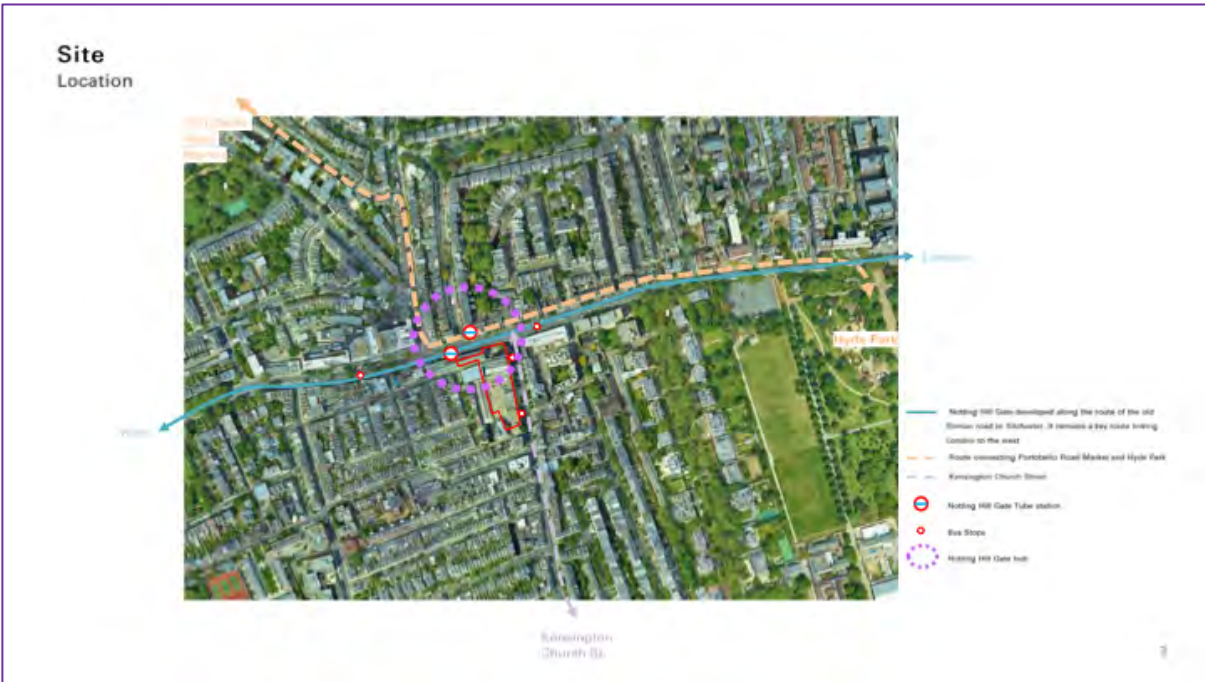 Site
Location
Road
Hyde Park
Notting Hill Gate developed along the route of the old
Roman road to Silchester. It remains a key route linking
London to the west
Route connecting Portobello Road Market and Hyde Park
Kensington Church Street
Notting Hill Gate Tube station
Bus Stops
Notting Hill Gate hub
Kensington
Church St.